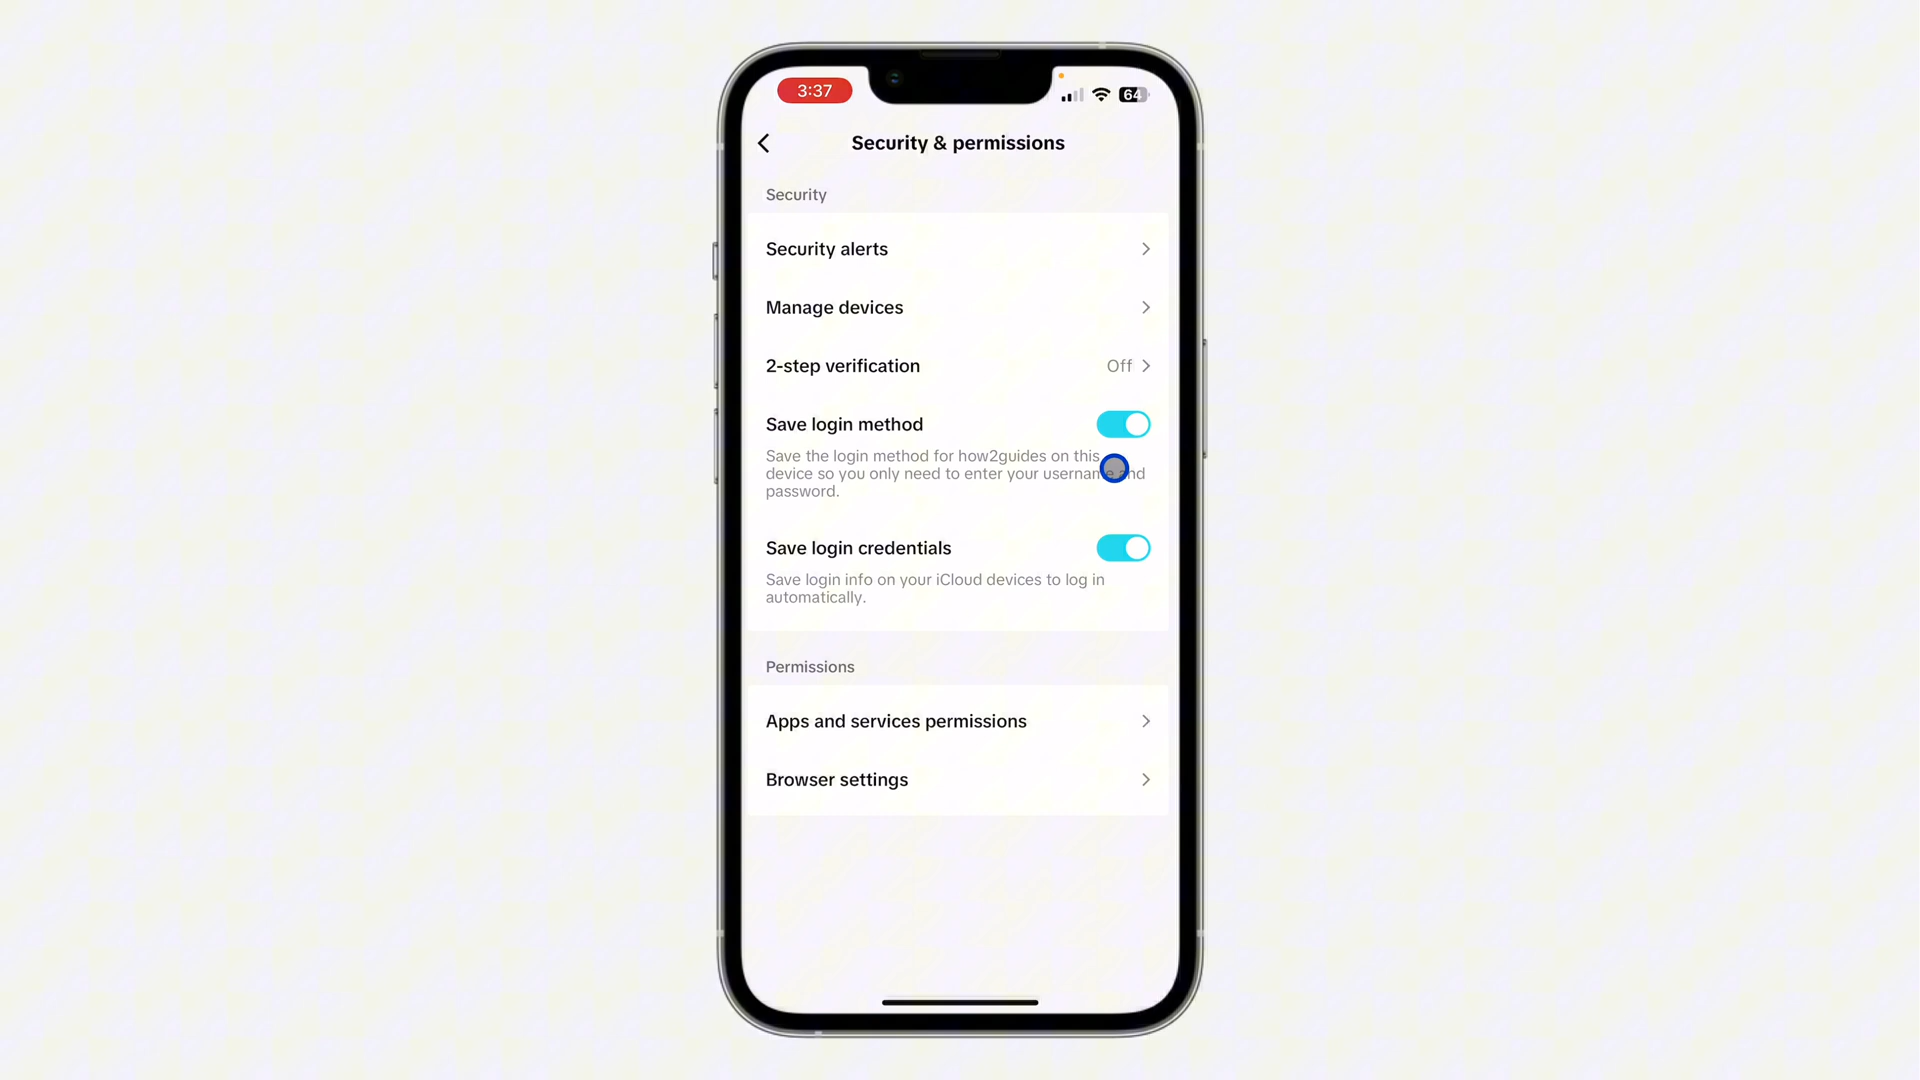 3:37
64
Security & permissions
Security
Security alerts
Manage devices
2-step verification Off
Save login method
Save the login method for how2guides on this
device so you only need to enter your username and
password.
Save login credentials
Save login info on your iCloud devices to log in
automatically.
Permissions
Apps and services permissions
Browser settings